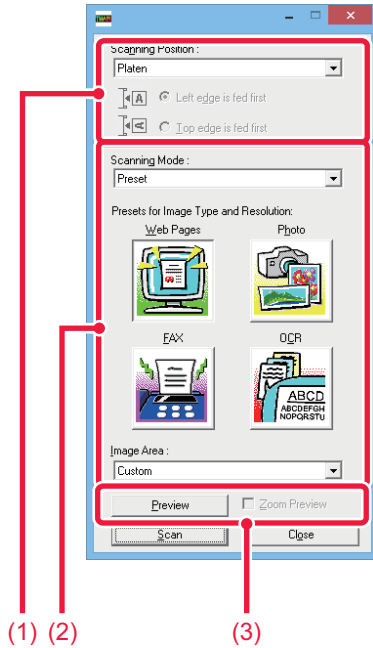 TWAIN
Scanning Position :
Platen
A Left edge is fed first
A Top edge is fed first
Scanning Mode :
Preset
Presets for Image Type and Resolution:
Web Pages Photo
FAX OCR
ABCD
ABCDEFGH
NOPQRSTU
Image Area :
Custom
Preview Zoom Preview
Scan Close
(1) (2) (3)